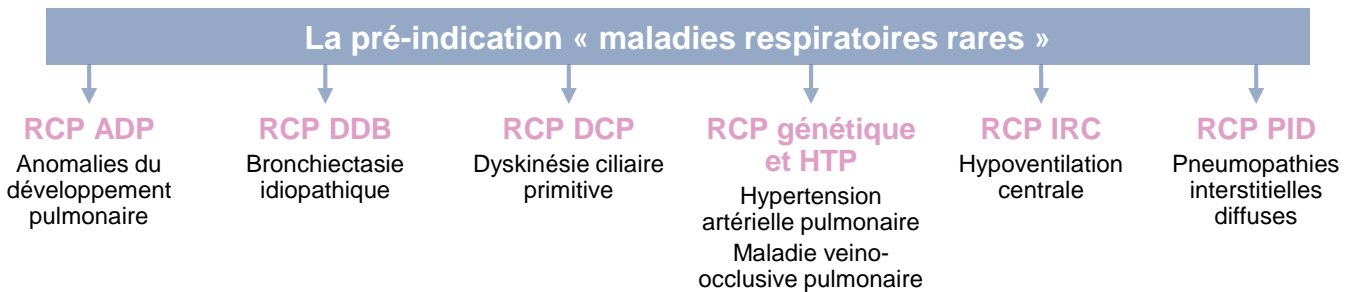 La pré-indication « maladies respiratoires rares »
RCP ADP
Anomalies du
développement
pulmonaire
RCP DDB
Bronchiectasie
idiopathique
RCP DCP
Dyskinésie ciliaire
primitive
RCP génétique
et HTP
Hypertension
artérielle pulmonaire
Maladie veino-
occlusive pulmonaire
RCP IRC
Hypoventilation
centrale
RCP PID
Pneumopathies
interstitielles
diffuses